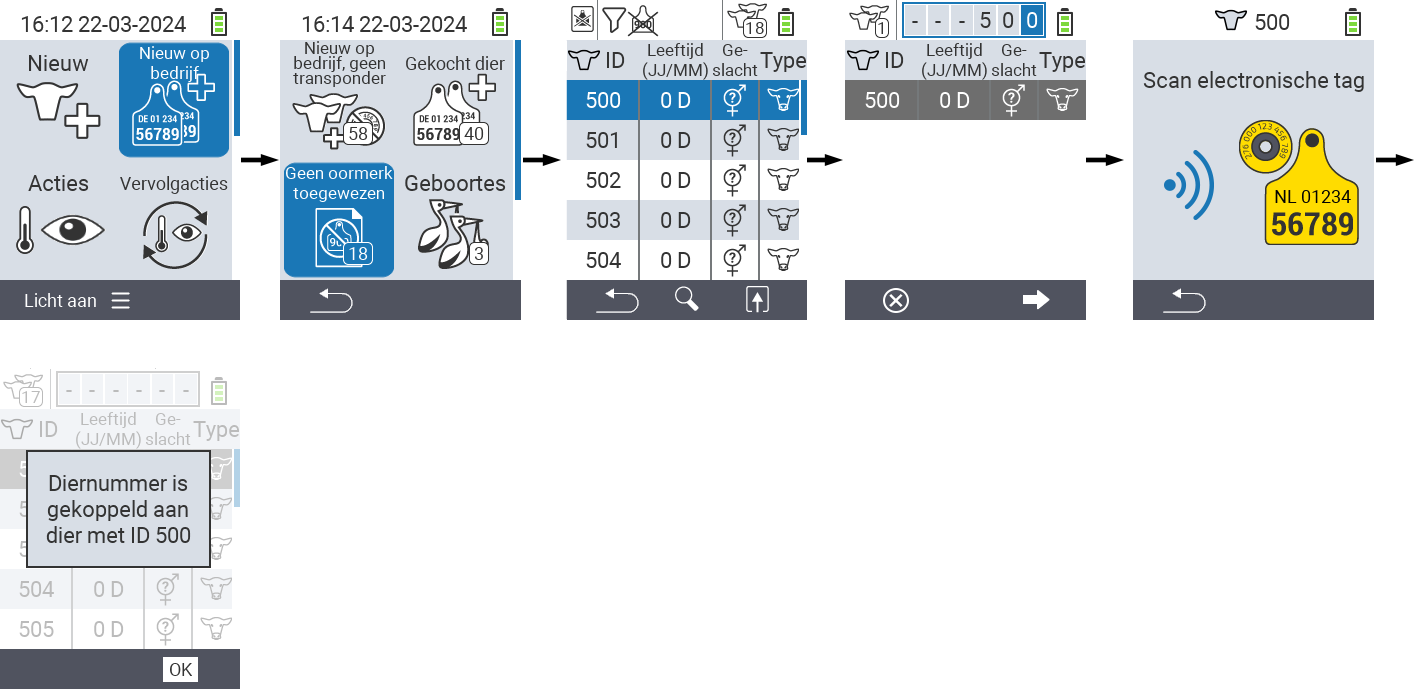 16:12 22-03-2024
Nieuw
Nieuw op
bedrijf
DE 01 234
234
56789
89
Acties
Vervolgacties
Licht aan
16:14 22-03-2024
Nieuw op
bedrijf, geen
transponder
58
Gekocht dier
DE 01 234
234
56789
40
Geen oormerk
toegewezen
18
Geboortes
3
18
ID
Leeftijd
(JJ/MM)
Ge-
slacht
Type
500 0 D ?
501 0 D ?
502 0 D ?
503 0 D ?
504 0 D ?
1
- - - 5 0 0
ID
Leeftijd
(JJ/MM)
Ge-
slacht
Type
500 0 D ?
500
Scan electronische tag
276 000 123 456 789
NL 01234
56789
17
- - - - - -
ID
Leeftijd
(JJ/MM)
Ge-
slacht
Type
Diernummer is
gekoppeld aan
dier met ID 500
504 0 D ?
505 0 D ?
OK